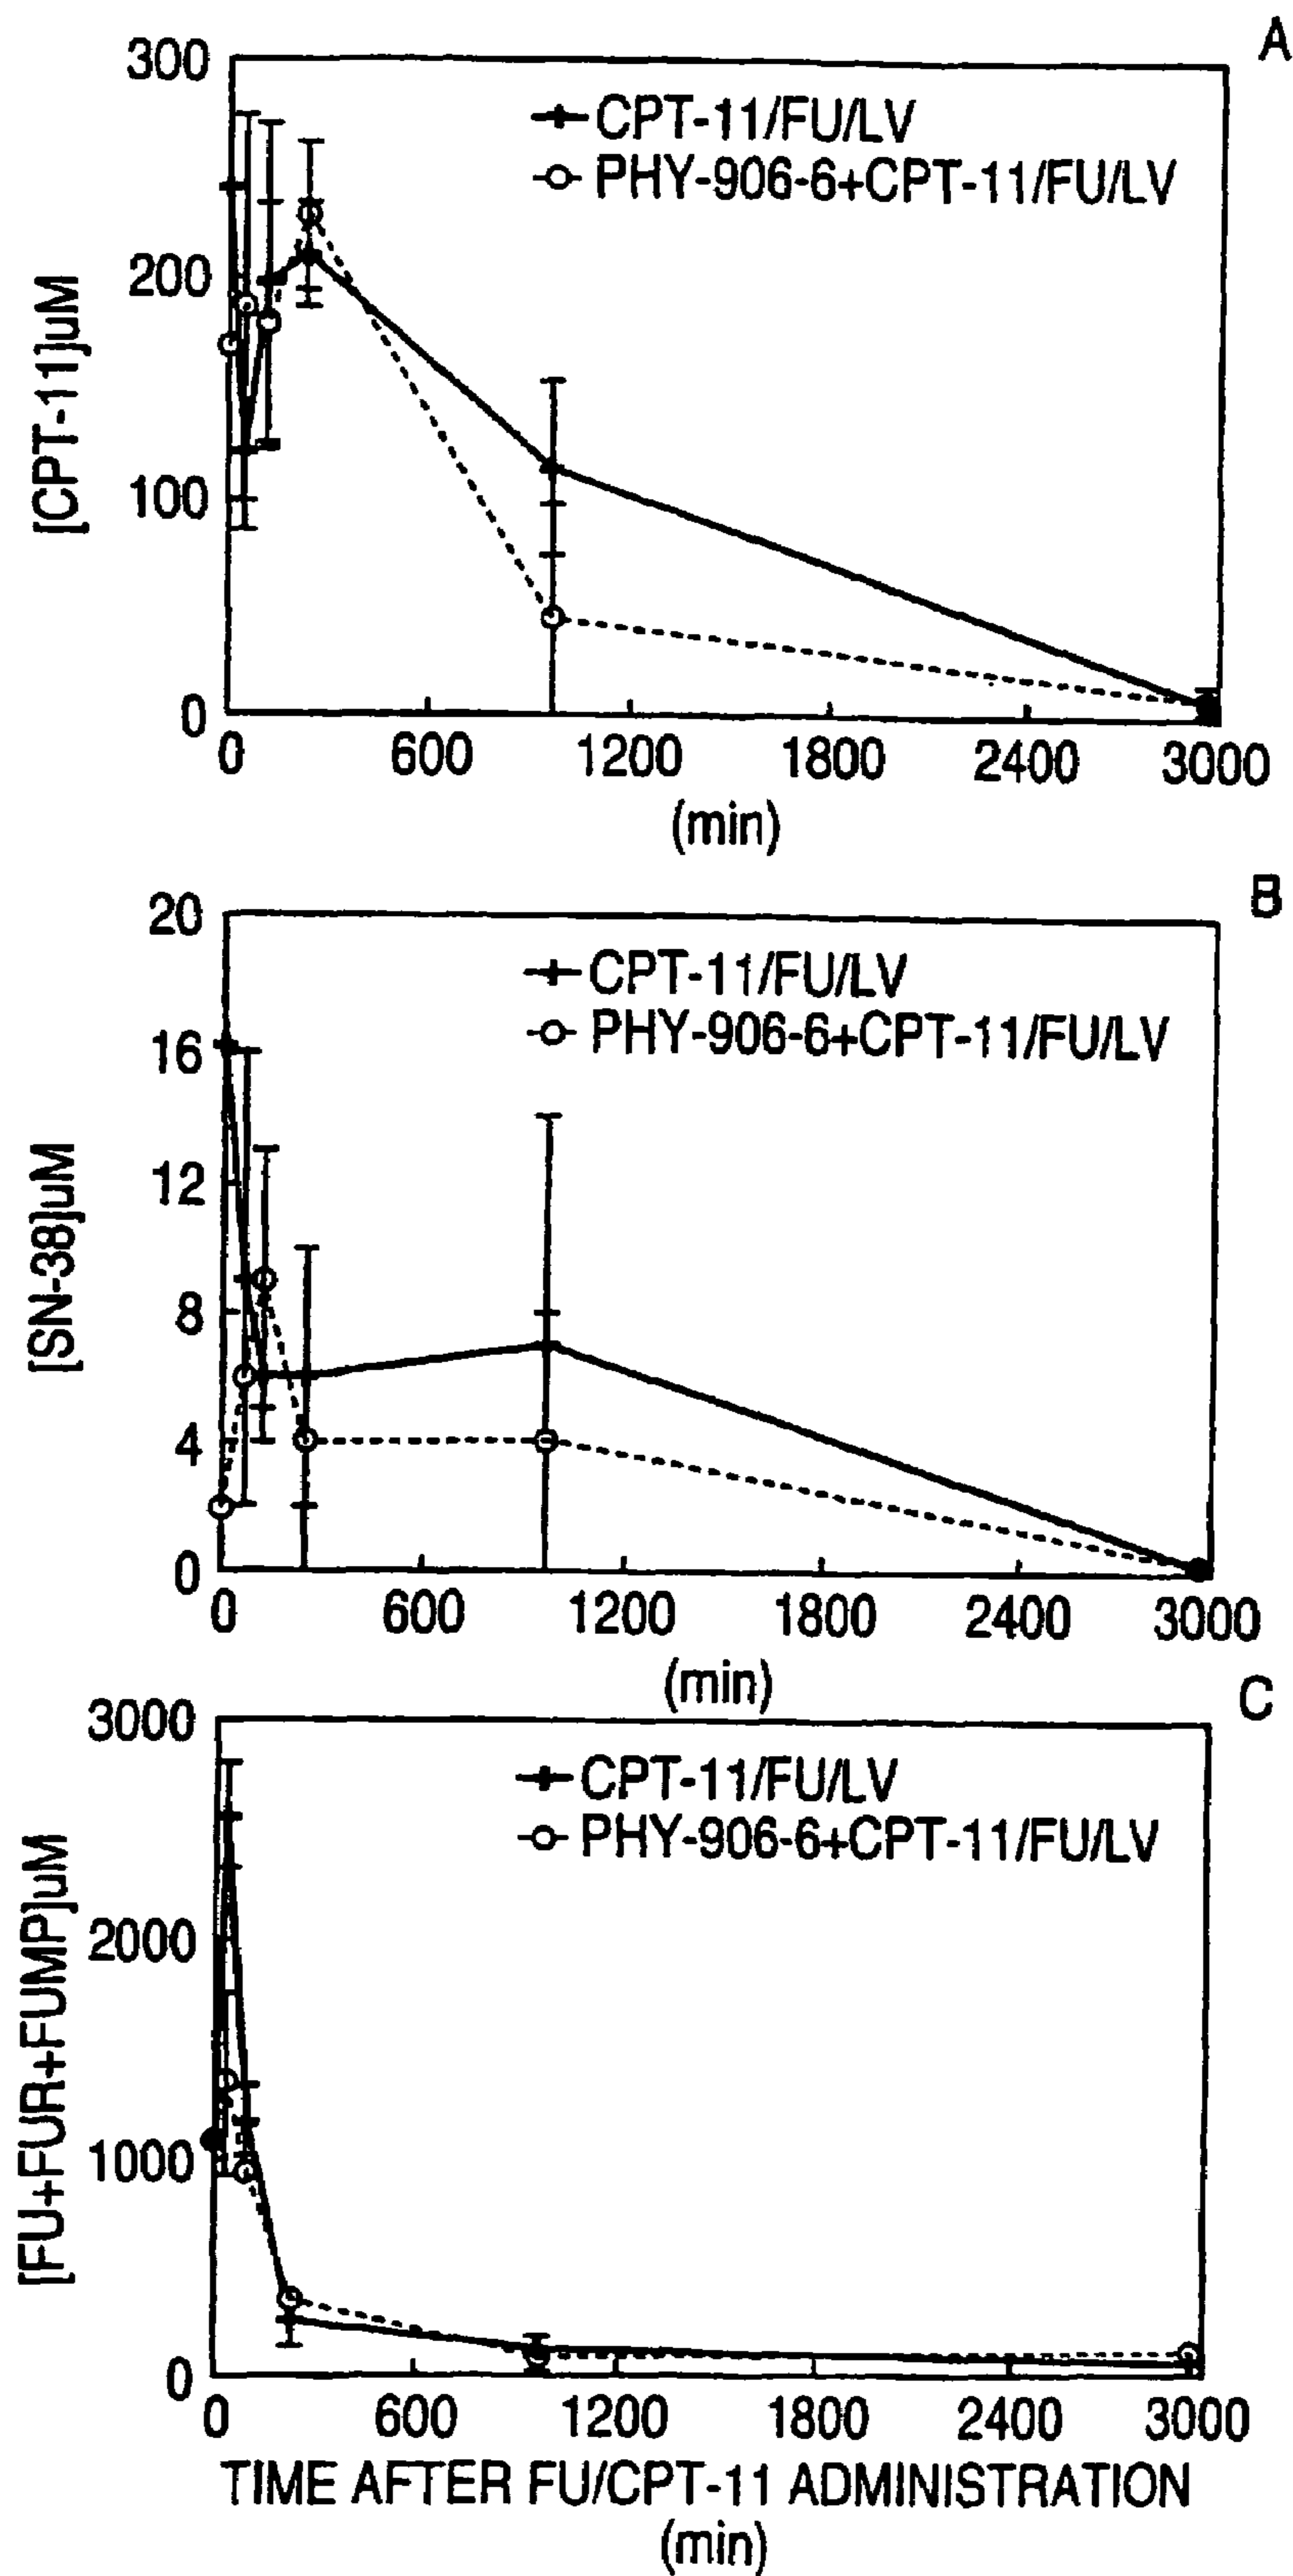 A
300
200
100
0
[CPT-11]uM
CPT-11/FU/LV
PHY-906-6+CPT-11/FU/LV
0 600 1200 1800 2400 3000
(min)
B
20
16
12
8
4
0
[SN-38]uM
CPT-11/FU/LV
PHY-906-6+CPT-11/FU/LV
0 600 1200 1800 2400 3000
(min)
C
3000
2000
1000
0
[FU+FUR+FUMP]uM
CPT-11/FU/LV
PHY-906-6+CPT-11/FU/LV
0 600 1200 1800 2400 3000
TIME AFTER FU/CPT-11 ADMINISTRATION
(min)